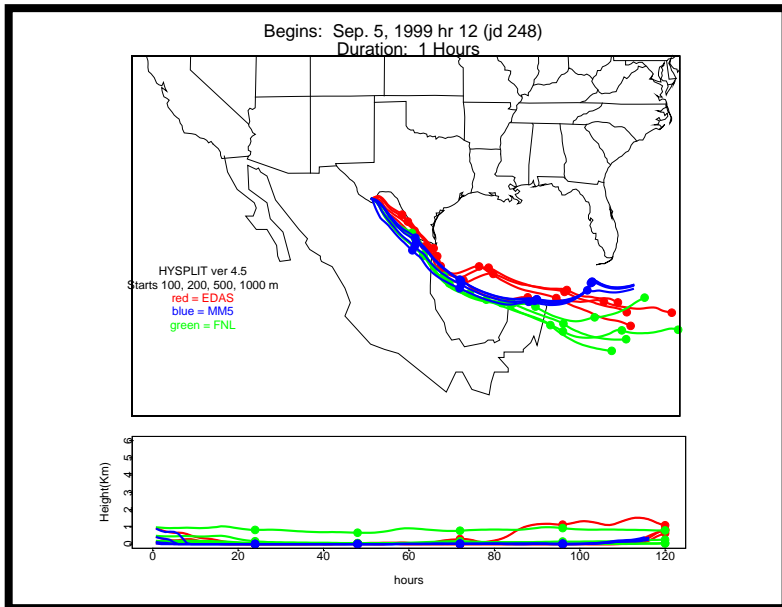 Begins:  Sep. 5, 1999 hr 12 (jd 248)
Duration:  1 Hours
HYSPLIT ver 4.5
Starts 100, 200, 500, 1000 m
red = EDAS
blue = MM5
green = FNL
Height(Km)
6
5
4
3
2
1
0
0 20 40 60 80 100 120
hours